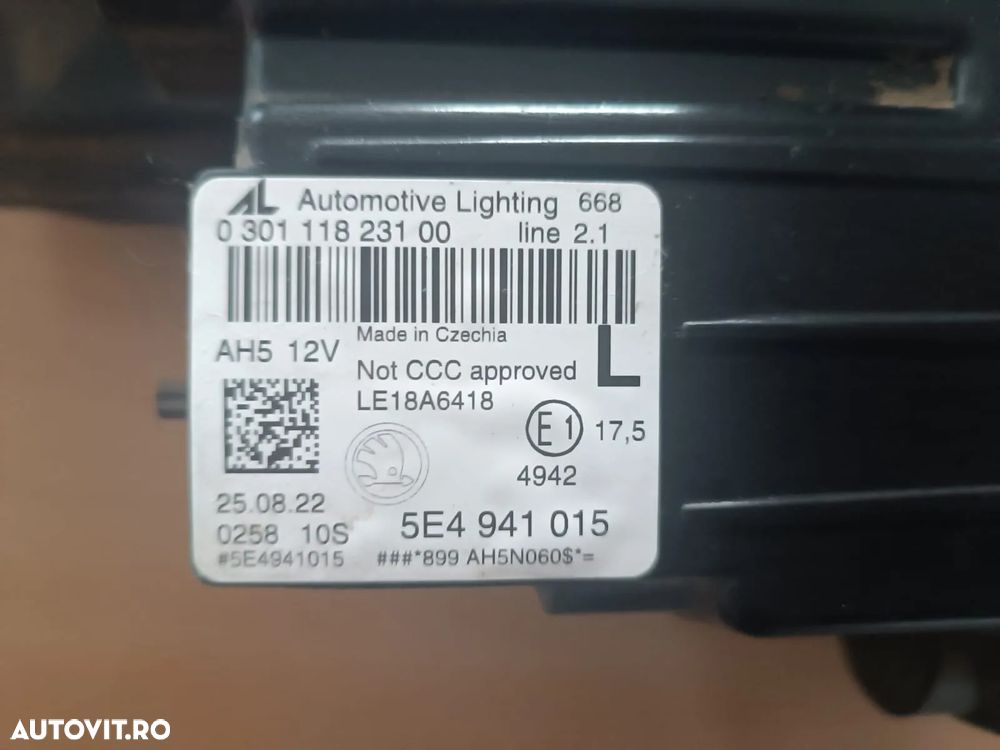 AL Automotive Lighting 668
0 301 118 231 00 line 2.1
Made in Czechia
AH5 12V
Not CCC approved
L
LE18A6418
E1 17,5
4942
25.08.22
0258 10S
5E4 941 015
#5E4941015 ###*899 AH5N060$*=
AUTOVIT.RO